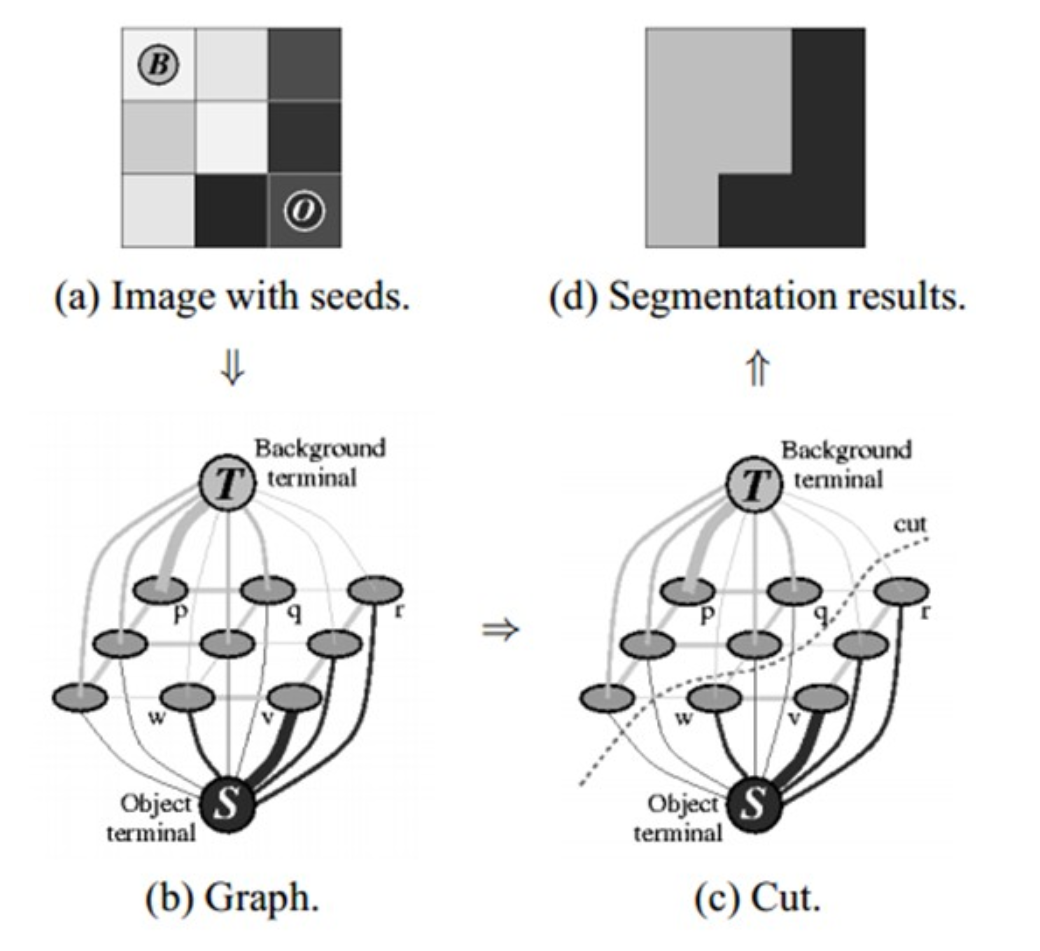 B
O
(a) Image with seeds.
(d) Segmentation results.
⇓
⇑
Background
terminal
T
p
q
r
w
v
Object
terminal
S
(b) Graph.
⇒
Background
terminal
T
cut
p
q
r
w
v
Object
terminal
S
(c) Cut.